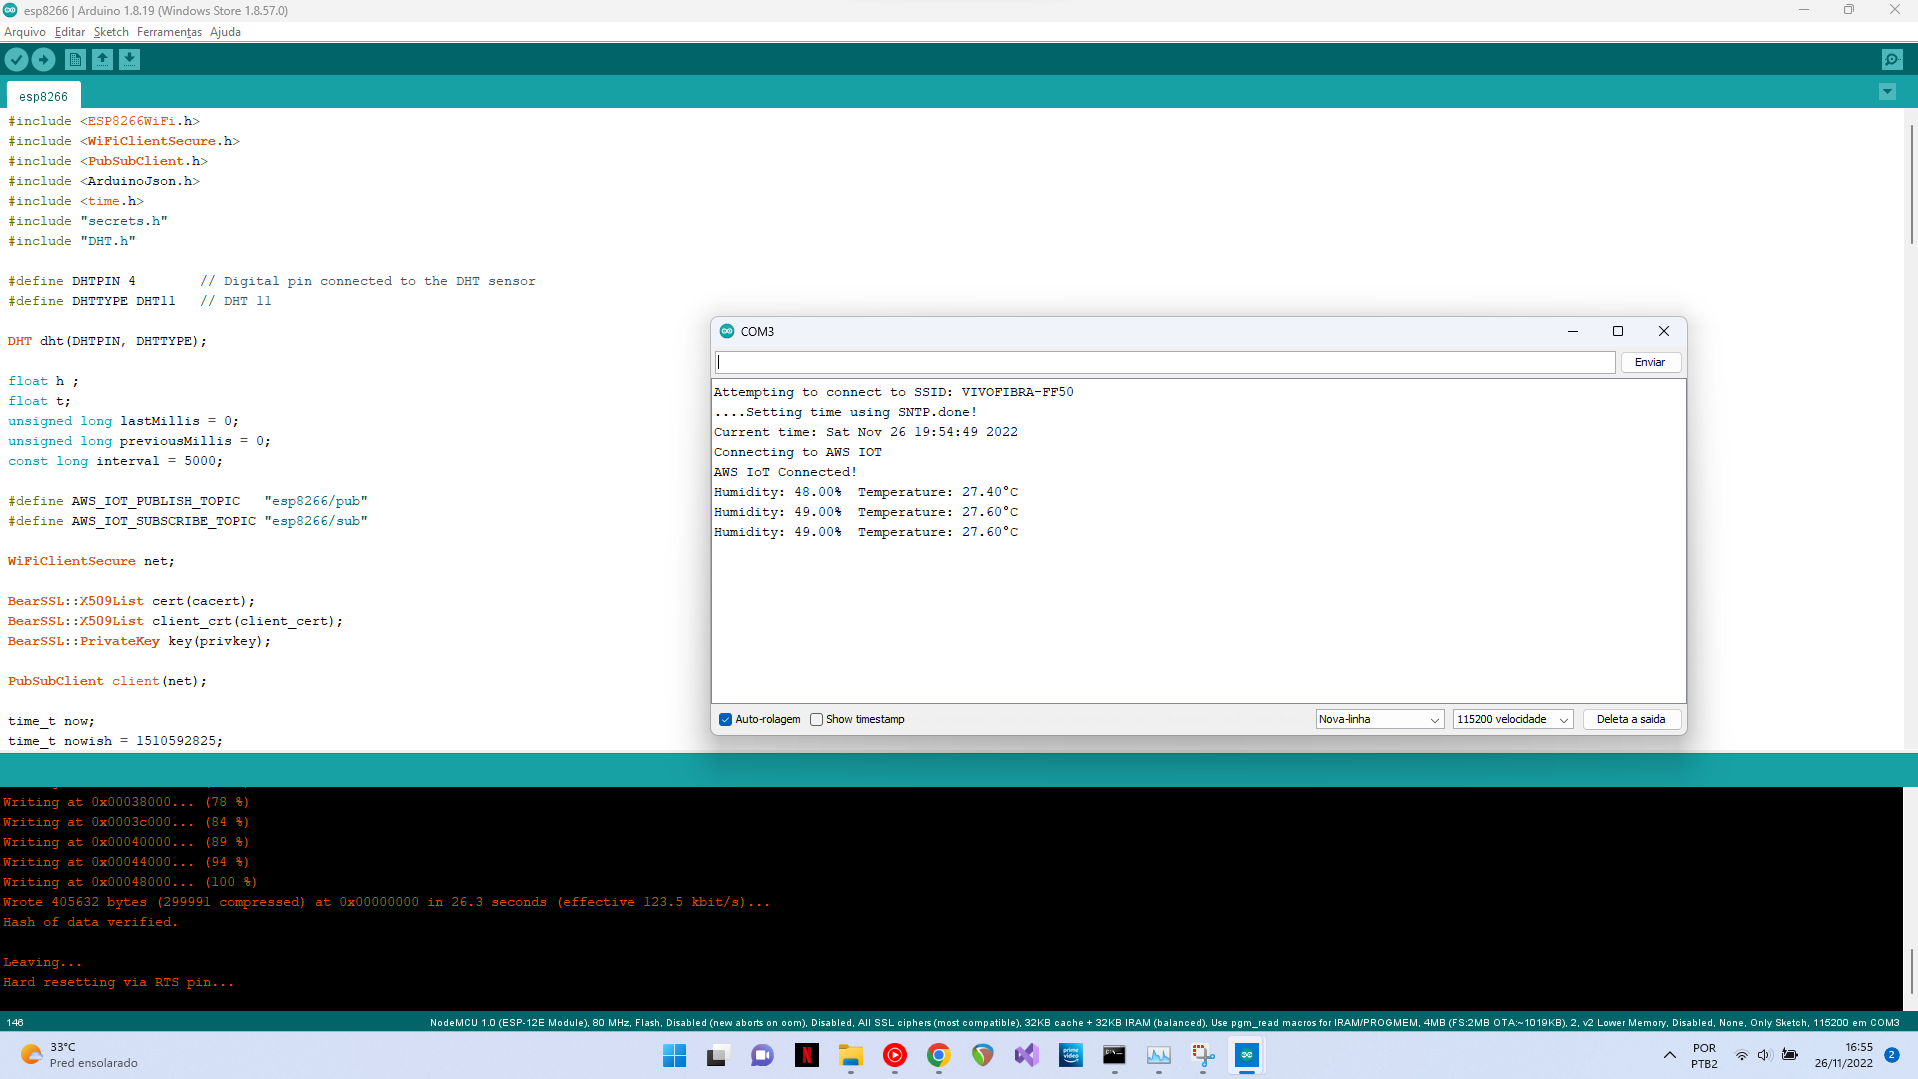 esp8266 | Arduino 1.8.19 (Windows Store 1.8.57.0)
Arquivo Editar Sketch Ferramentas Ajuda
esp8266
#include <ESP8266WiFi.h>
#include <WiFiClientSecure.h>
#include <PubSubClient.h>
#include <ArduinoJson.h>
#include <time.h>
#include "secrets.h"
#include "DHT.h"
#define DHTPIN 4        // Digital pin connected to the DHT sensor
#define DHTTYPE DHT11   // DHT 11
DHT dht(DHTPIN, DHTTYPE);
float h ;
float t;
unsigned long lastMillis = 0;
unsigned long previousMillis = 0;
const long interval = 5000;
#define AWS_IOT_PUBLISH_TOPIC   "esp8266/pub"
#define AWS_IOT_SUBSCRIBE_TOPIC "esp8266/sub"
WiFiClientSecure net;
BearSSL::X509List cert(cacert);
BearSSL::X509List client_crt(client_cert);
BearSSL::PrivateKey key(privkey);
PubSubClient client(net);
time_t now;
time_t nowish = 1510592825;
COM3
Enviar
Attempting to connect to SSID: VIVOFIBRA-FF50
....Setting time using SNTP.done!
Current time: Sat Nov 26 19:54:49 2022
Connecting to AWS IOT
AWS IoT Connected!
Humidity: 48.00%  Temperature: 27.40°C
Humidity: 49.00%  Temperature: 27.60°C
Humidity: 49.00%  Temperature: 27.60°C
Auto-rolagem Show timestamp Nova-linha 115200 velocidade Deleta a saida
Writing at 0x00038000... (78 %)
Writing at 0x0003c000... (84 %)
Writing at 0x00040000... (89 %)
Writing at 0x00044000... (94 %)
Writing at 0x00048000... (100 %)
Wrote 405632 bytes (299991 compressed) at 0x00000000 in 26.3 seconds (effective 123.5 kbit/s)...
Hash of data verified.
Leaving...
Hard resetting via RTS pin...
146 NodeMCU 1.0 (ESP-12E Module), 80 MHz, Flash, Disabled (new aborts on oom), Disabled, All SSL ciphers (most compatible), 32KB cache + 32KB IRAM (balanced), Use pgm_read macros for IRAM/PROGMEM, 4MB (FS:2MB OTA:~1019KB), 2, v2 Lower Memory, Disabled, None, Only Sketch, 115200 em COM3
33°C
Pred ensolarado
N
prime video
POR
PTB2
16:55
26/11/2022
2